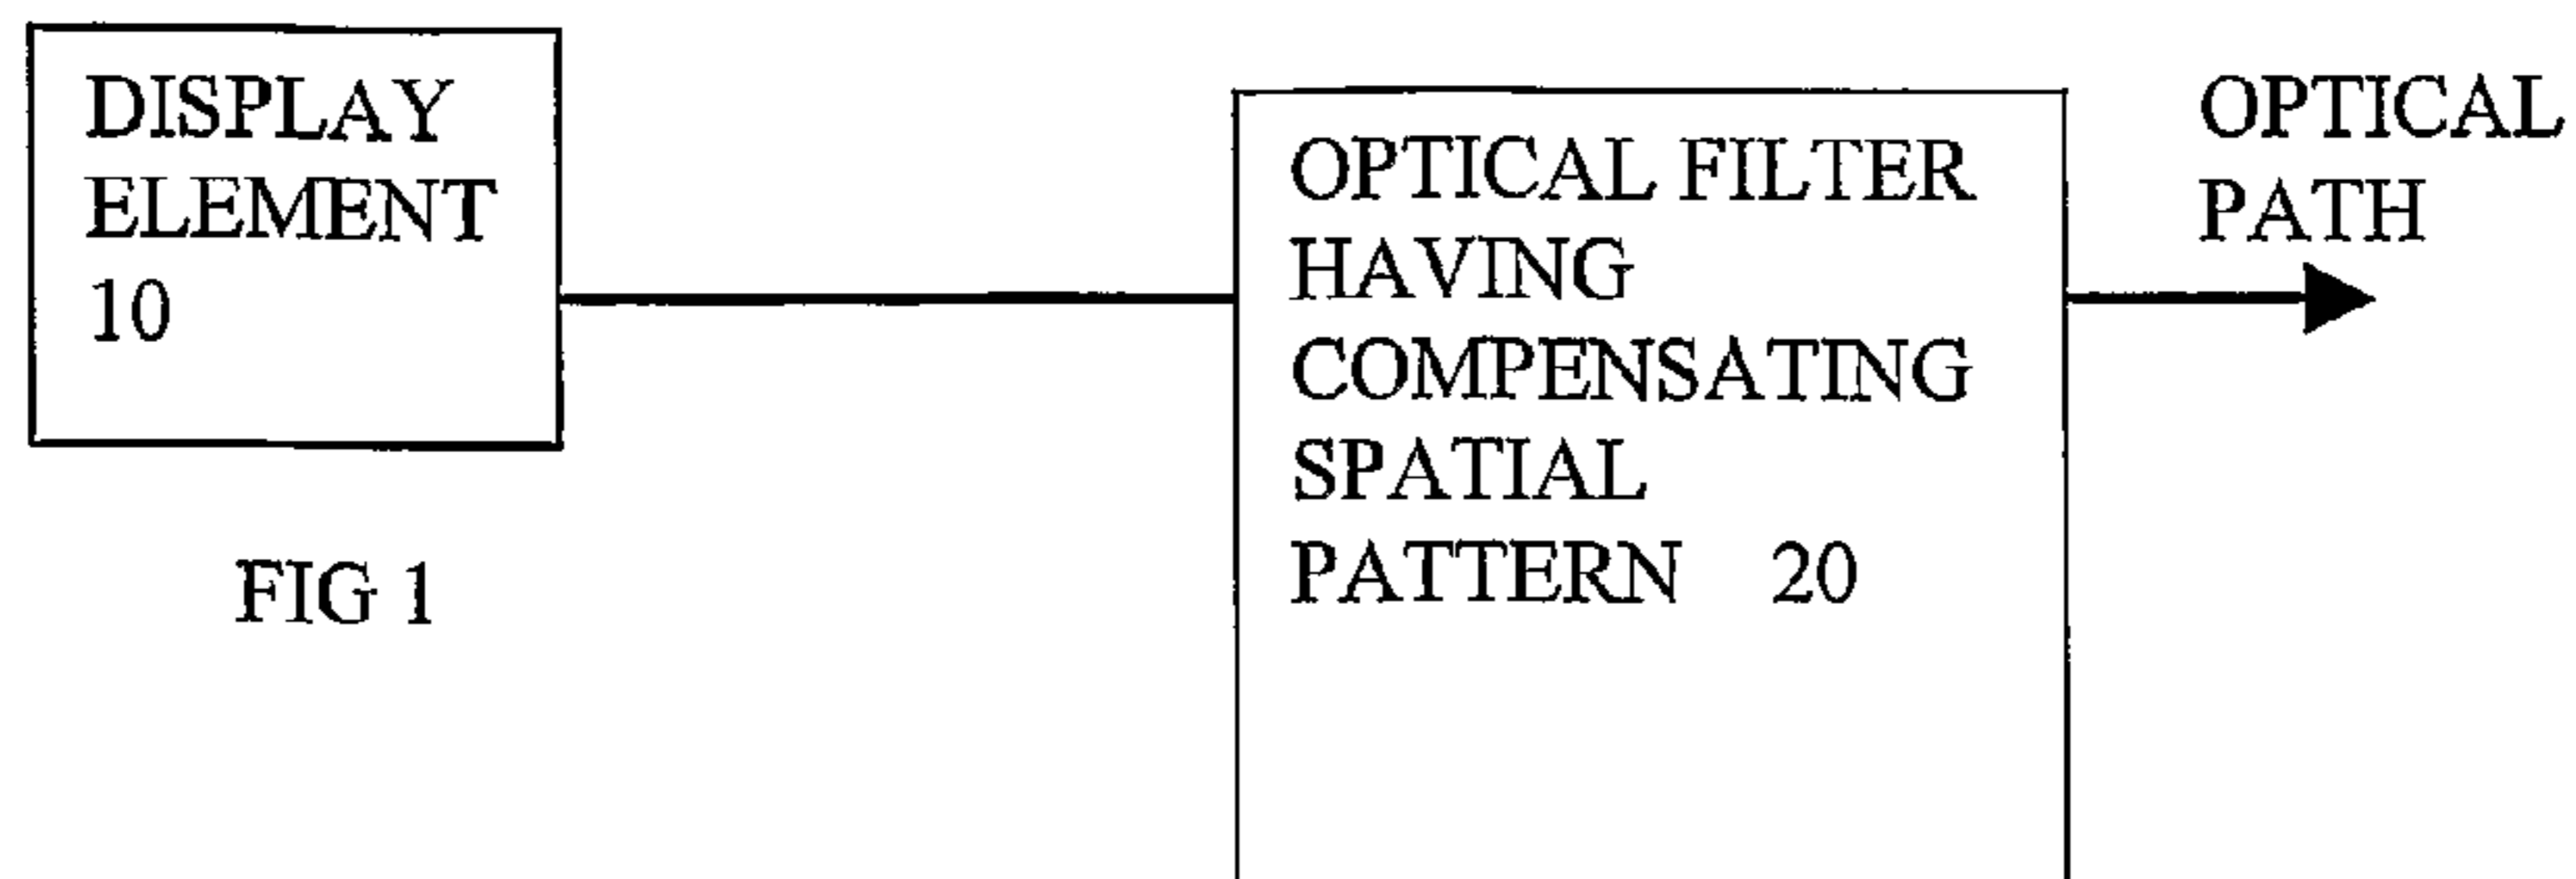 DISPLAY
ELEMENT
10
FIG 1
OPTICAL FILTER
HAVING
COMPENSATING
SPATIAL
PATTERN 20
OPTICAL
PATH